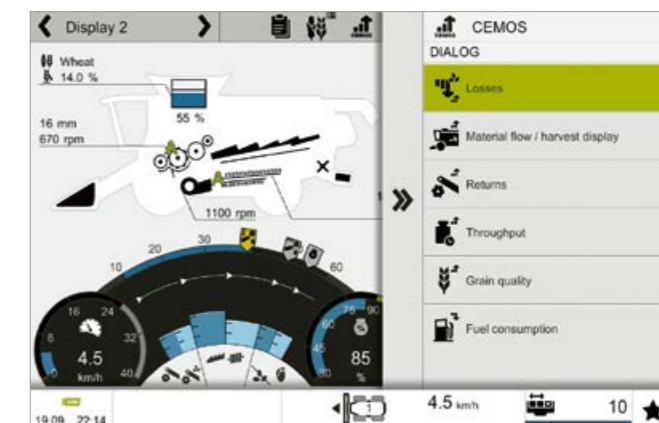 Display 2
CEMOS
Wheat
14.0 %
55 %
16 mm
670 rpm
1100 rpm
10
20
30
60
8
16
24
32
40
4.5
km/h
45
60
75
90
85
%
19.09. 22:14
1
4.5 km/h
10
CEMOS
DIALOG
Losses
Material flow / harvest display
Returns
Throughput
Grain quality
Fuel consumption